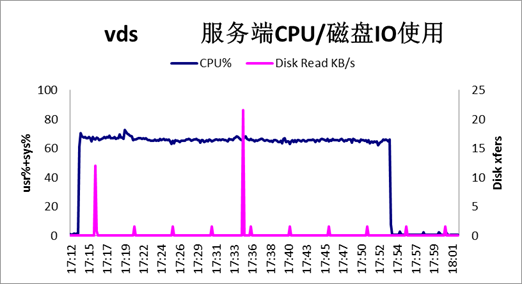 vds 服务端CPU/磁盘IO使用
CPU% Disk Read KB/s
100
80
60
40
20
0
usr%+sys%
25
20
15
10
5
0
Disk xfers
17:12 17:15 17:17 17:19 17:22 17:24 17:26 17:29 17:31 17:33 17:36 17:38 17:40 17:43 17:45 17:47 17:50 17:52 17:54 17:57 17:59 18:01